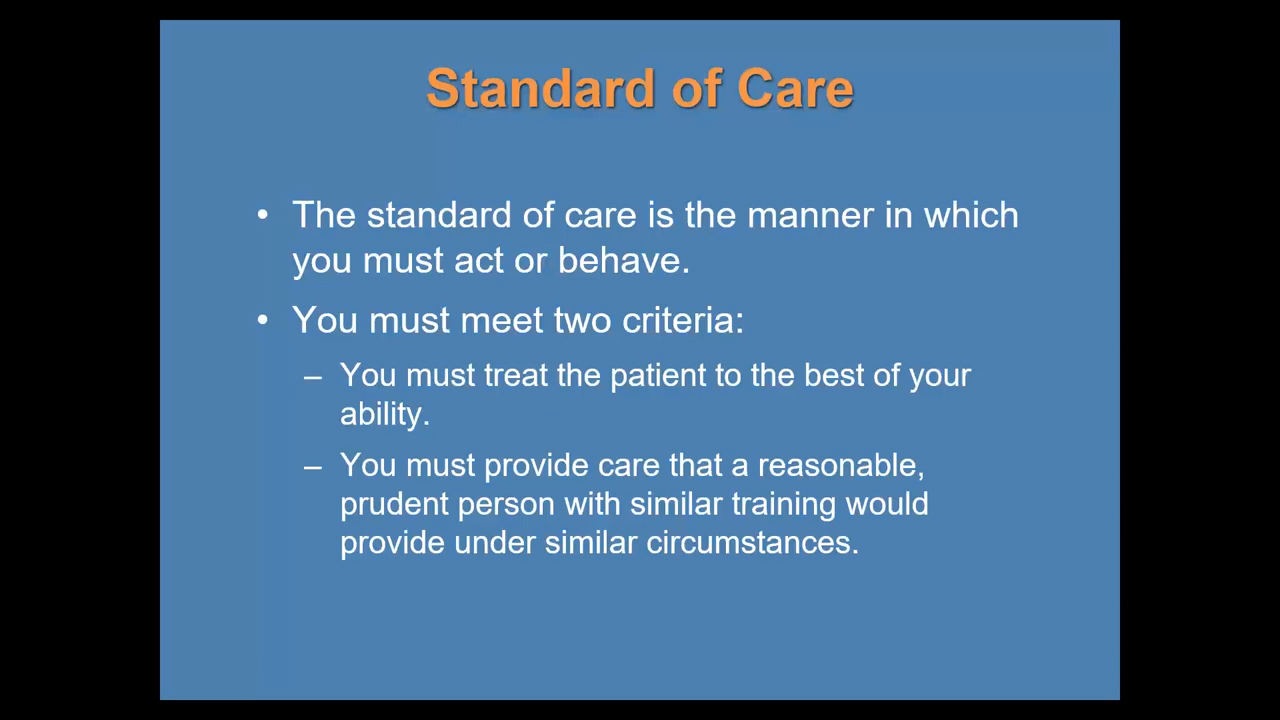 Standard of Care
• The standard of care is the manner in which
you must act or behave.
• You must meet two criteria:
– You must treat the patient to the best of your
ability.
– You must provide care that a reasonable,
prudent person with similar training would
provide under similar circumstances.